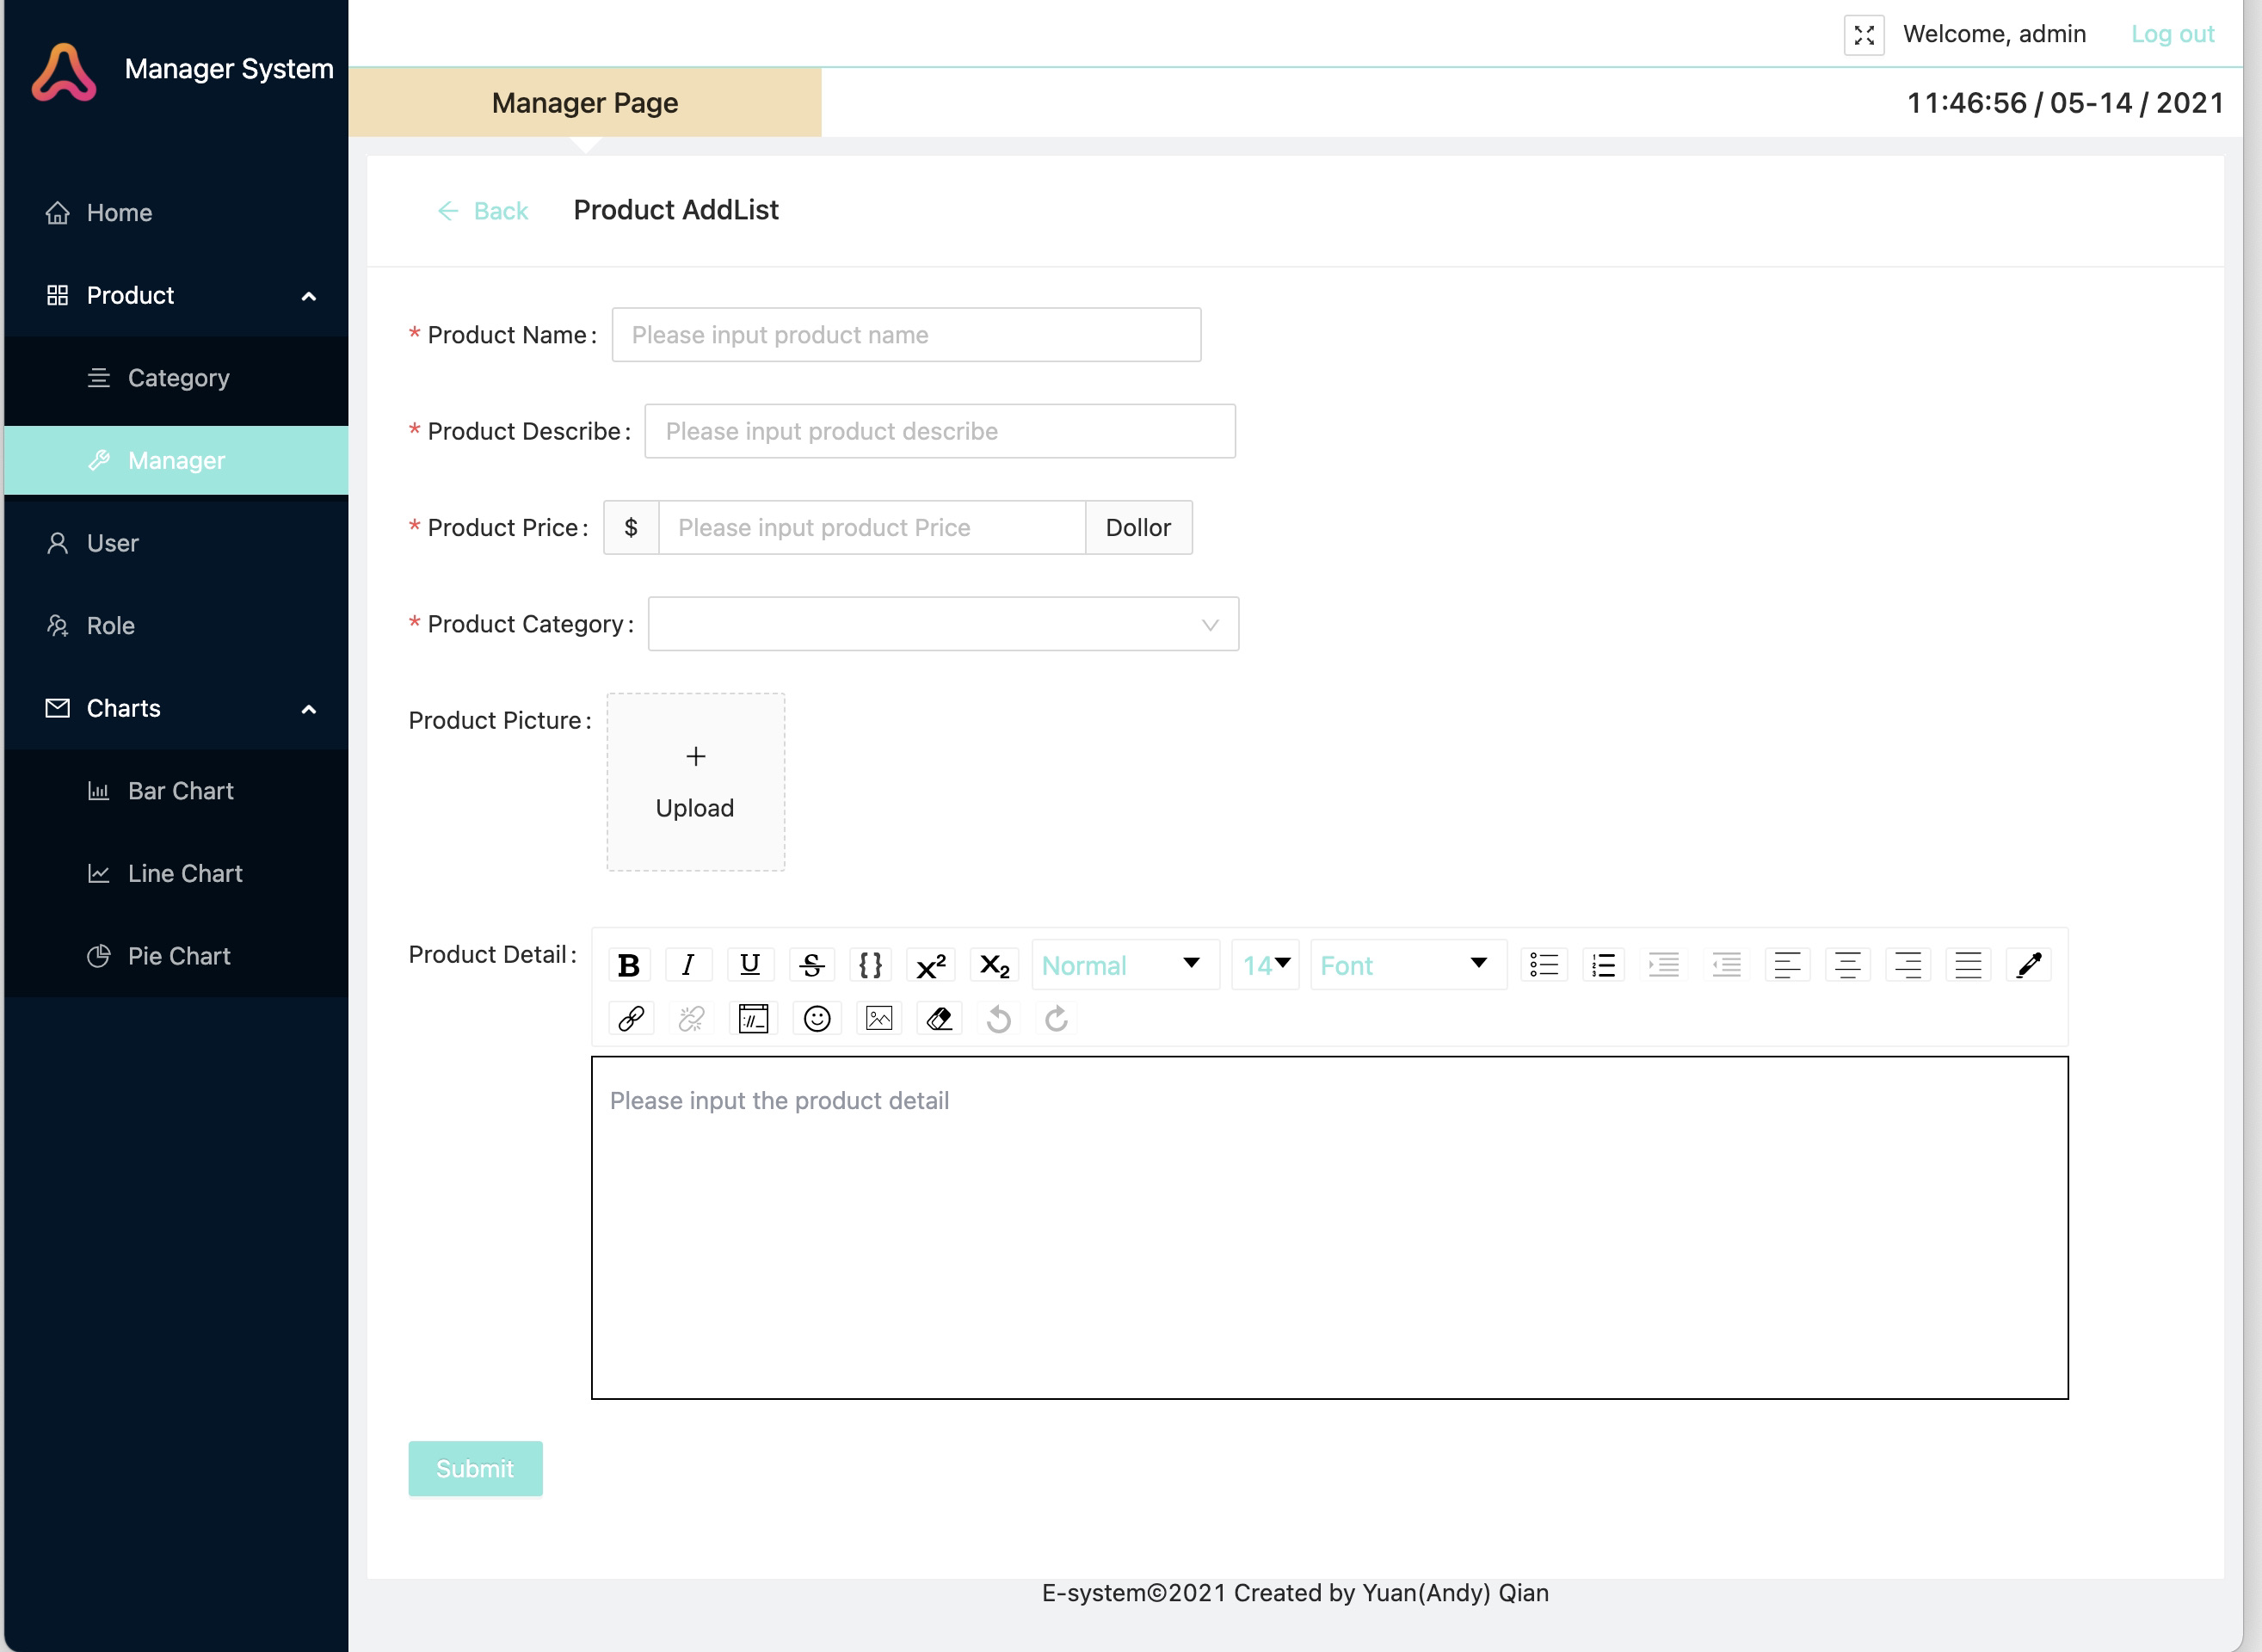 Manager System
Welcome, admin
Log out
Manager Page
11:46:56 / 05-14 / 2021
Home
Product
Category
Manager
User
Role
Charts
Bar Chart
Line Chart
Pie Chart
Back
Product AddList
* Product Name: Please input product name
* Product Describe: Please input product describe
* Product Price: $ Please input product Price Dollor
* Product Category:
Product Picture:
+
Upload
Product Detail:
B I U S {} x² X₂ Normal 14 Font
://_
Please input the product detail
Submit
E-system©2021 Created by Yuan(Andy) Qian